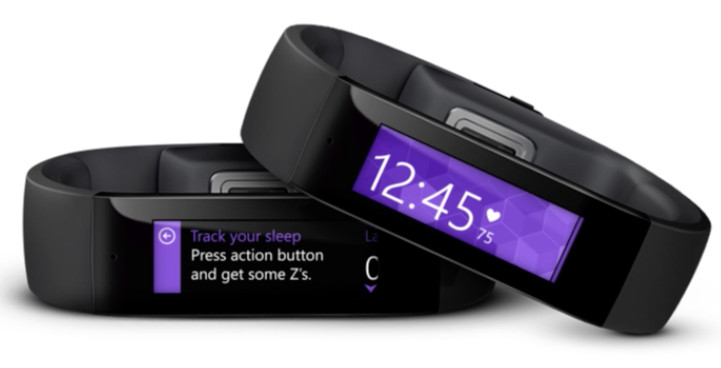 12:45
75
Track your sleep
Press action button
and get some Z's.